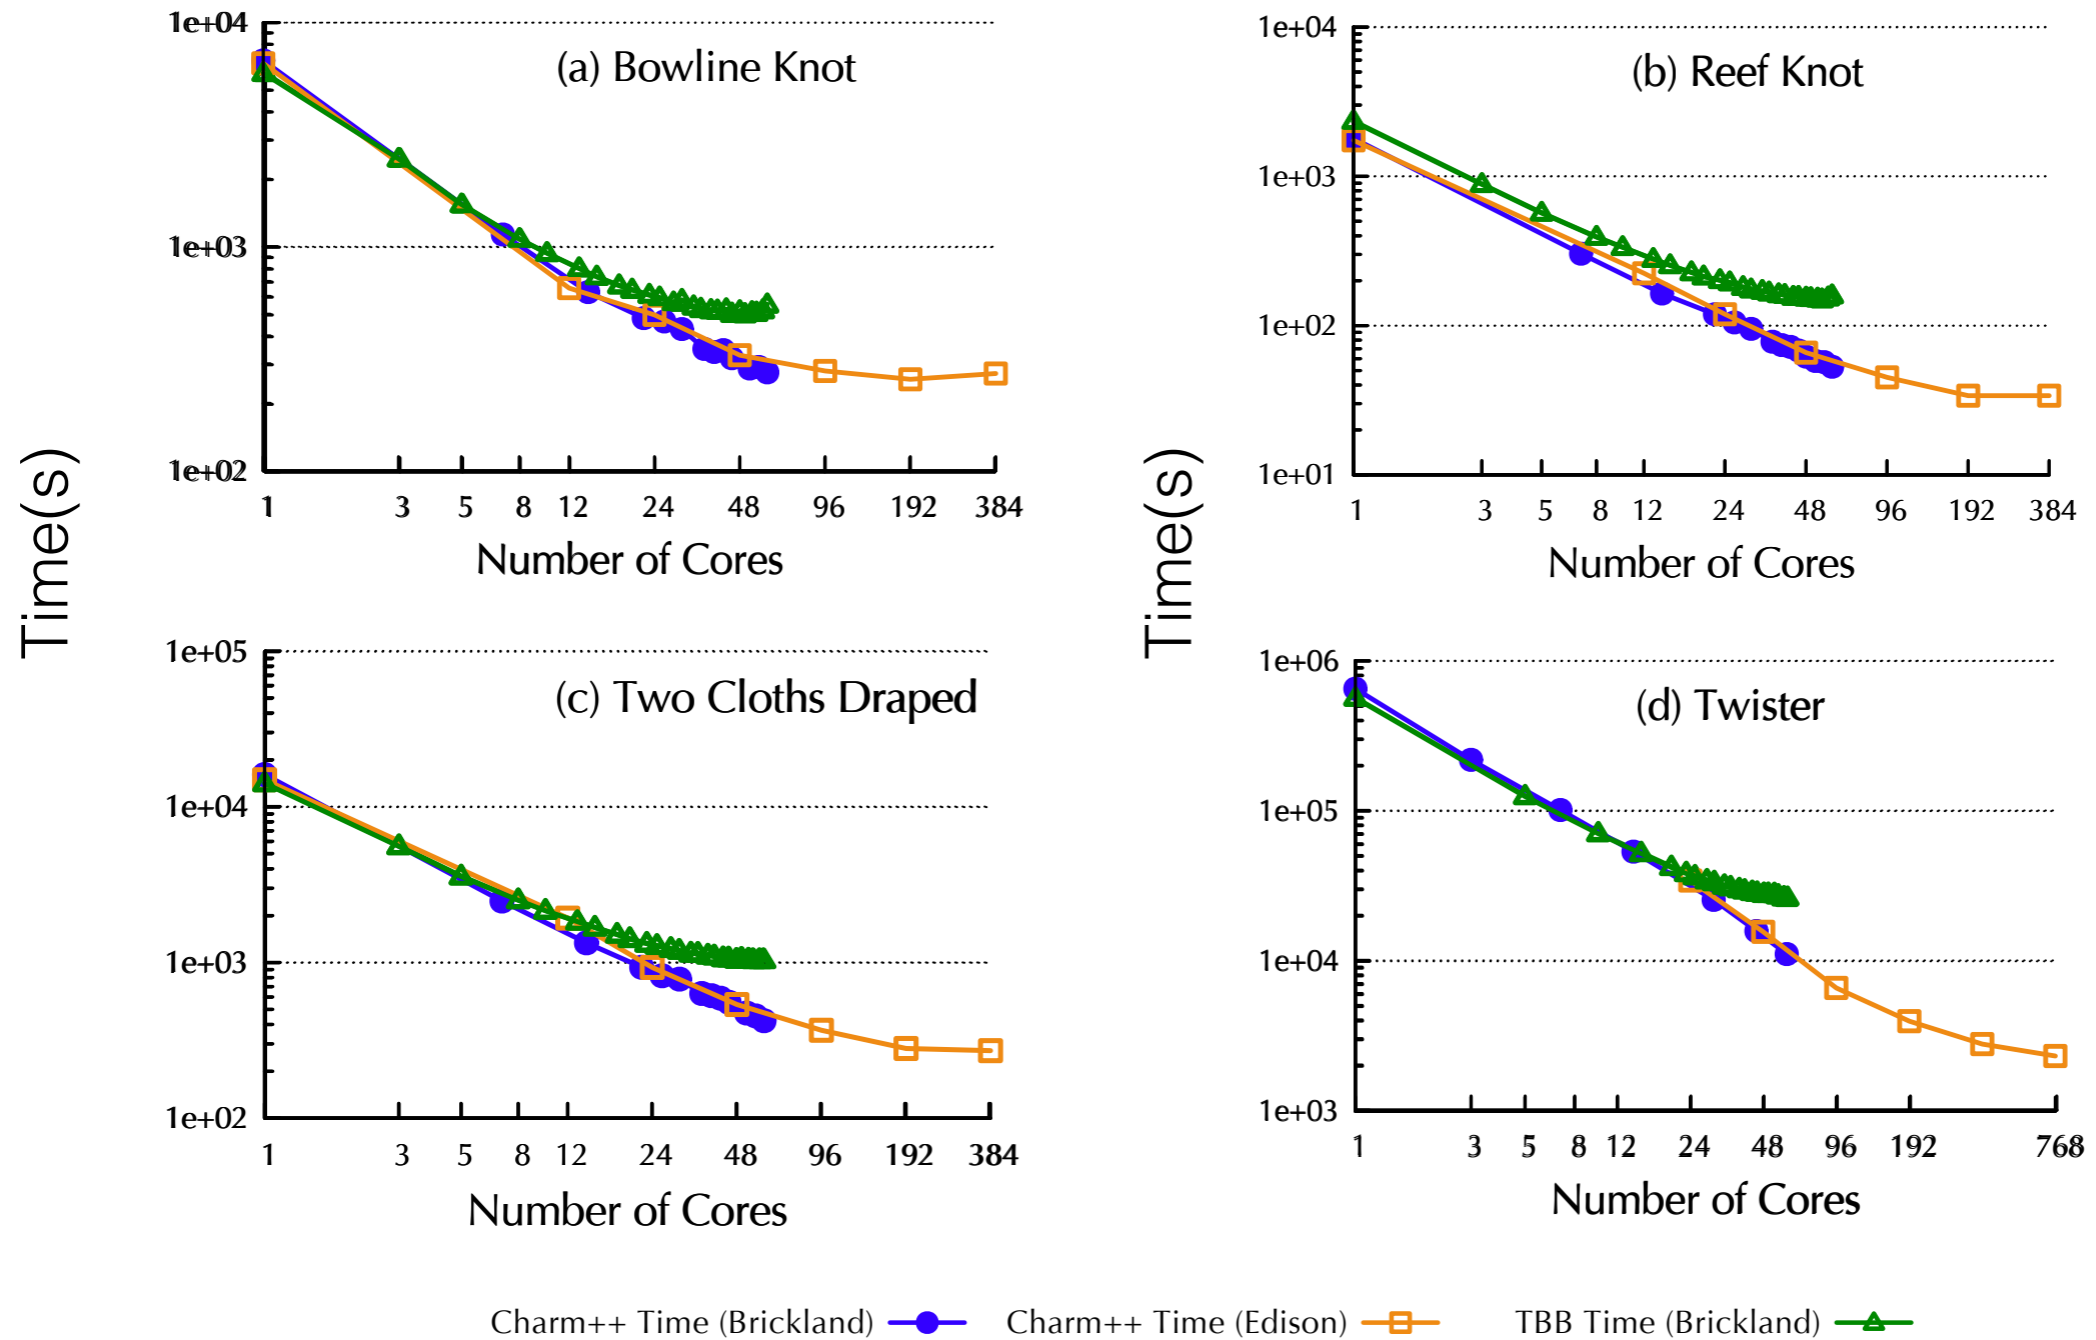 (a) Bowline Knot
1e+04
1e+03
1e+02
1 3 5 8 12 24 48 96 192 384
Number of Cores
Time(s)
(b) Reef Knot
1e+04
1e+03
1e+02
1e+01
1 3 5 8 12 24 48 96 192 384
Number of Cores
Time(s)
(c) Two Cloths Draped
1e+05
1e+04
1e+03
1e+02
1 3 5 8 12 24 48 96 192 384
Number of Cores
(d) Twister
1e+06
1e+05
1e+04
1e+03
1 3 5 8 12 24 48 96 192 768
Number of Cores
Charm++ Time (Brickland) Charm++ Time (Edison) TBB Time (Brickland)